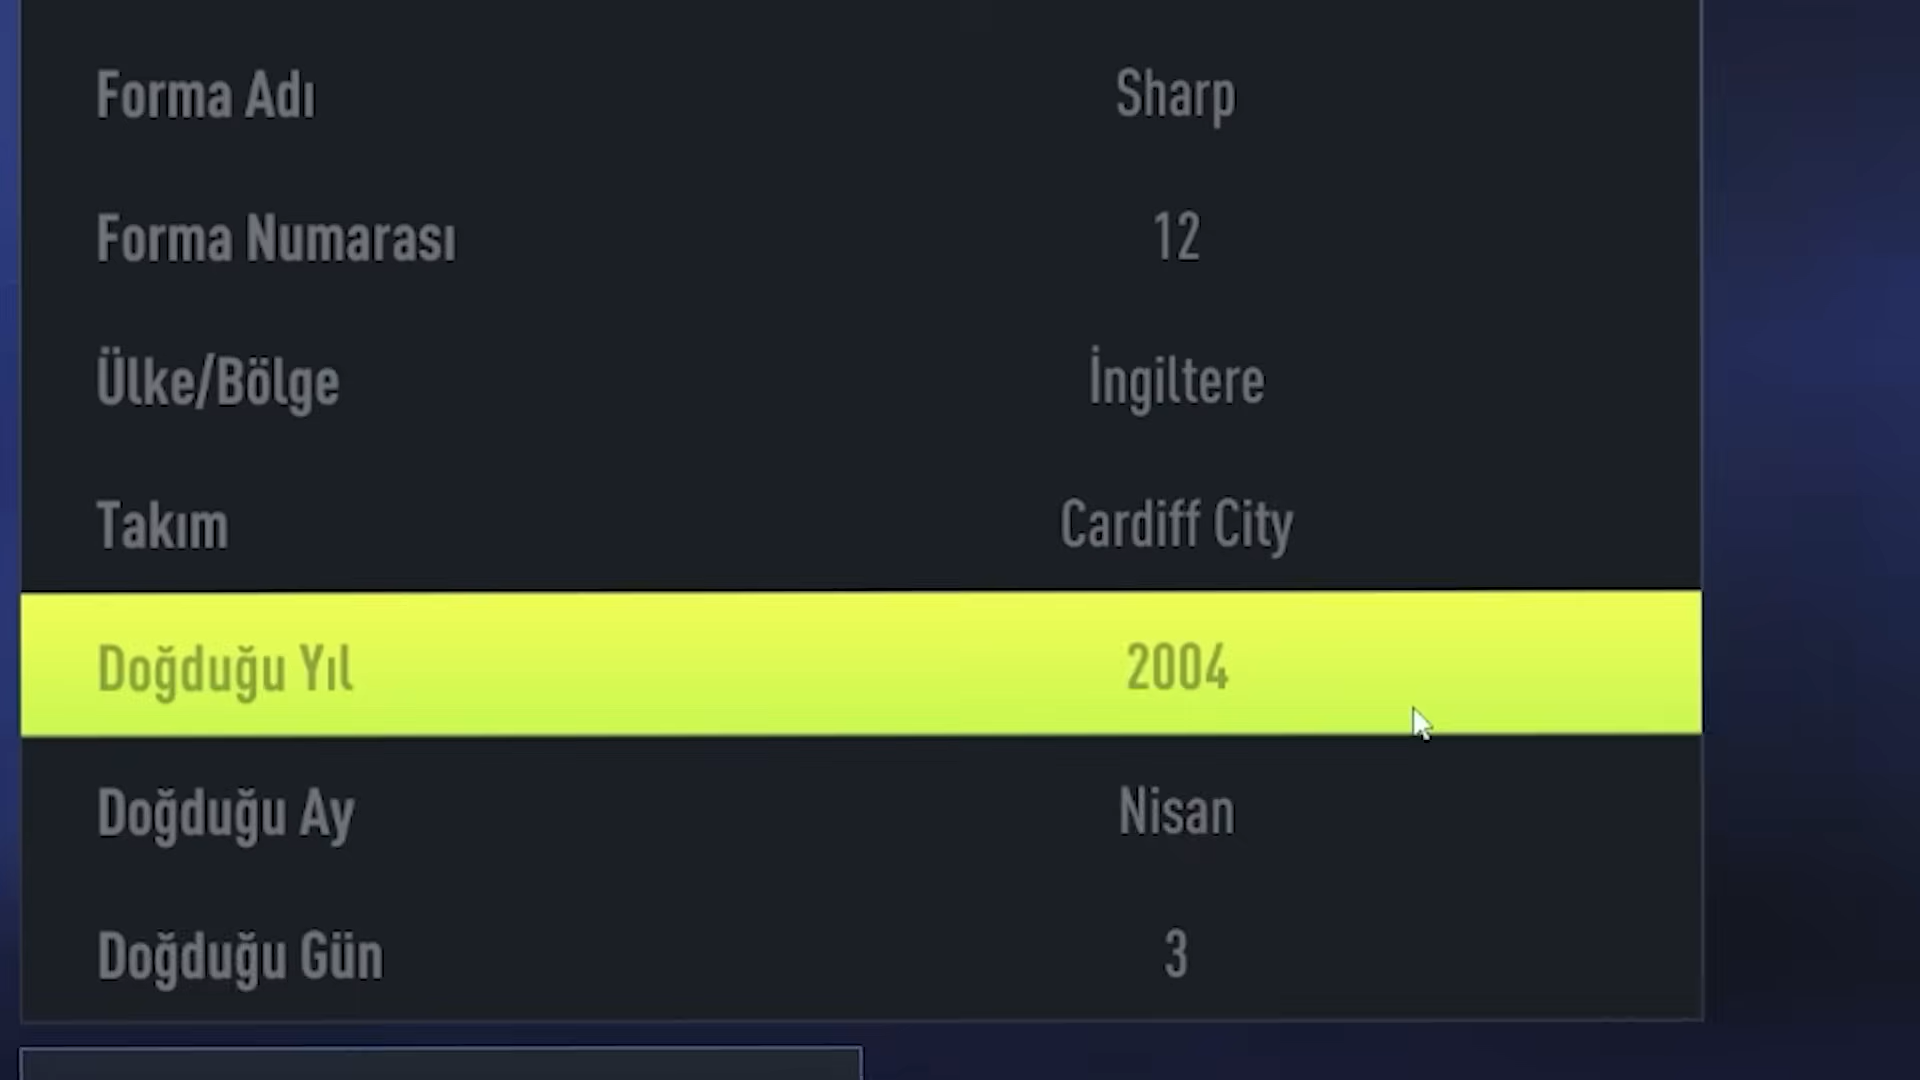 Forma Adı Sharp
Forma Numarası 12
Ülke/Bölge İngiltere
Takım Cardiff City
Doğduğu Yıl 2004
Doğduğu Ay Nisan
Doğduğu Gün 3